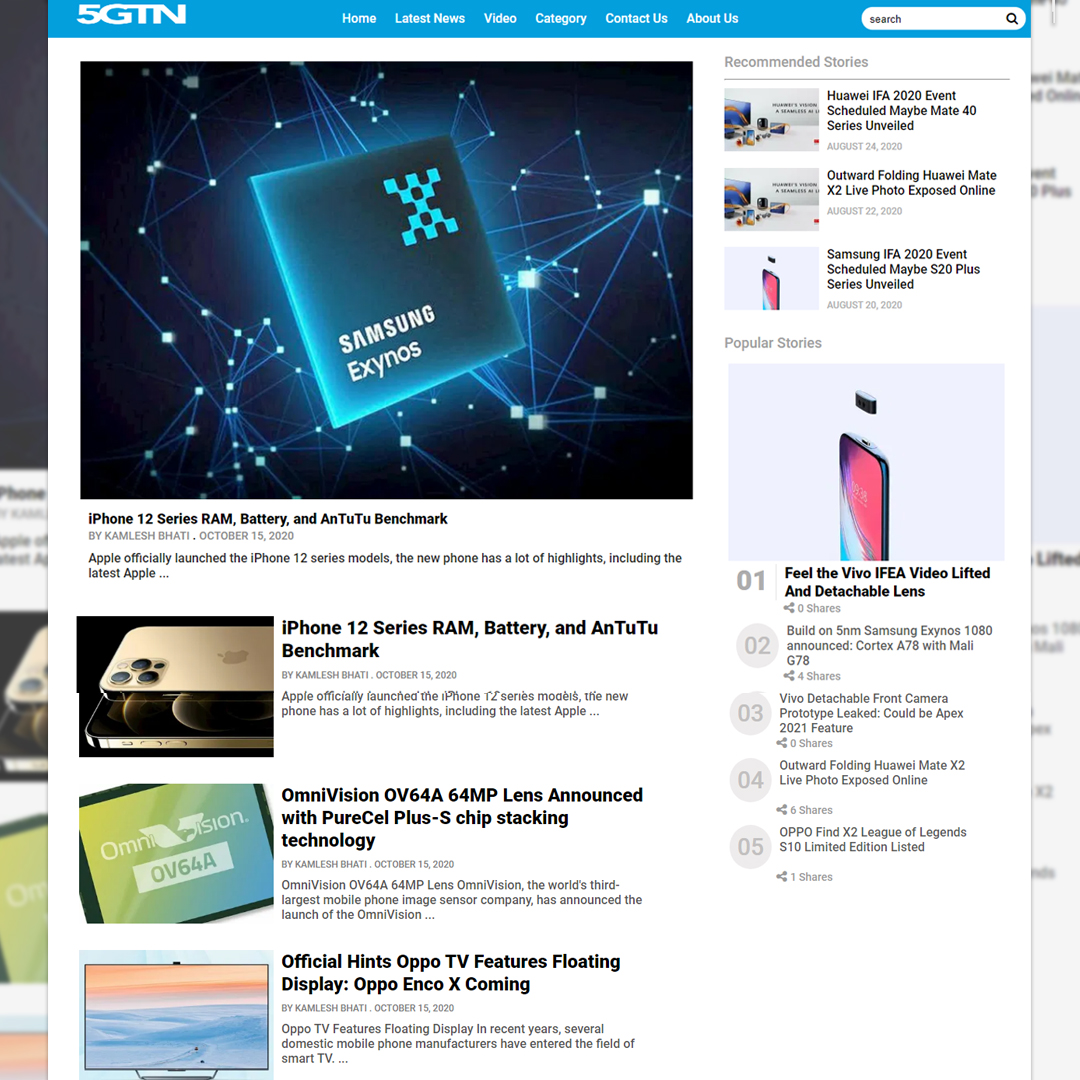 5GTN
Home Latest News Video Category Contact Us About Us
search
SAMSUNG
Exynos
iPhone 12 Series RAM, Battery, and AnTuTu Benchmark
BY KAMLESH BHATI . OCTOBER 15, 2020
Apple officially launched the iPhone 12 series models, the new phone has a lot of highlights, including the
latest Apple ...
iPhone 12 Series RAM, Battery, and AnTuTu
Benchmark
BY KAMLESH BHATI . OCTOBER 15, 2020
Apple officially launched the iPhone 12 series models, the new
phone has a lot of highlights, including the latest Apple ...
OmniVision.
OV64A
OmniVision OV64A 64MP Lens Announced
with PureCel Plus-S chip stacking
technology
BY KAMLESH BHATI . OCTOBER 15, 2020
OmniVision OV64A 64MP Lens OmniVision, the world's third-
largest mobile phone image sensor company, has announced the
launch of the OmniVision ...
Official Hints Oppo TV Features Floating
Display: Oppo Enco X Coming
BY KAMLESH BHATI . OCTOBER 15, 2020
Oppo TV Features Floating Display In recent years, several
domestic mobile phone manufacturers have entered the field of
smart TV. ...
Recommended Stories
HUAWEI'S VISION
A SEAMLESS AI L
Huawei IFA 2020 Event
Scheduled Maybe Mate 40
Series Unveiled
AUGUST 24, 2020
HUAWEI'S VISION
A SEAMLESS AI L
Outward Folding Huawei Mate
X2 Live Photo Exposed Online
AUGUST 22, 2020
Samsung IFA 2020 Event
Scheduled Maybe S20 Plus
Series Unveiled
AUGUST 20, 2020
Popular Stories
09:38
01
Feel the Vivo IFEA Video Lifted
And Detachable Lens
0 Shares
02
Build on 5nm Samsung Exynos 1080
announced: Cortex A78 with Mali
G78
4 Shares
03
Vivo Detachable Front Camera
Prototype Leaked: Could be Apex
2021 Feature
0 Shares
04
Outward Folding Huawei Mate X2
Live Photo Exposed Online
6 Shares
05
OPPO Find X2 League of Legends
S10 Limited Edition Listed
1 Shares